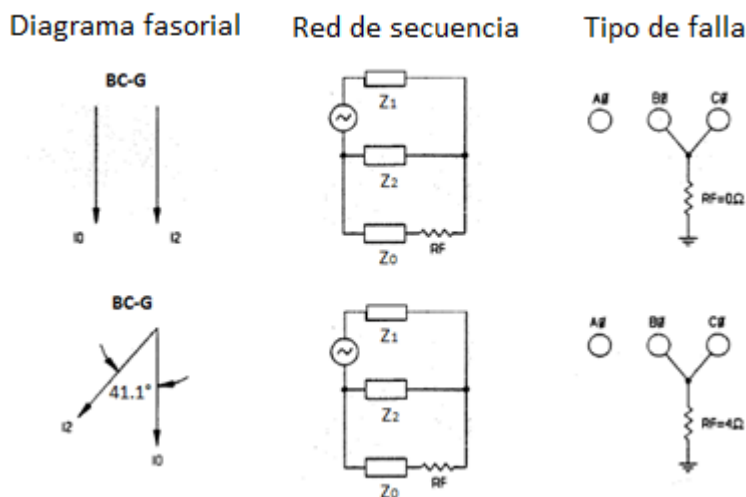 Diagrama fasorial Red de secuencia Tipo de falla
BC-G
I0 I2
Z1
Z2
Z0 RF
AØ BØ CØ
RF=0Ω
BC-G
41.1°
I2
I0
Z1
Z2
Z0 RF
AØ BØ CØ
RF=4Ω